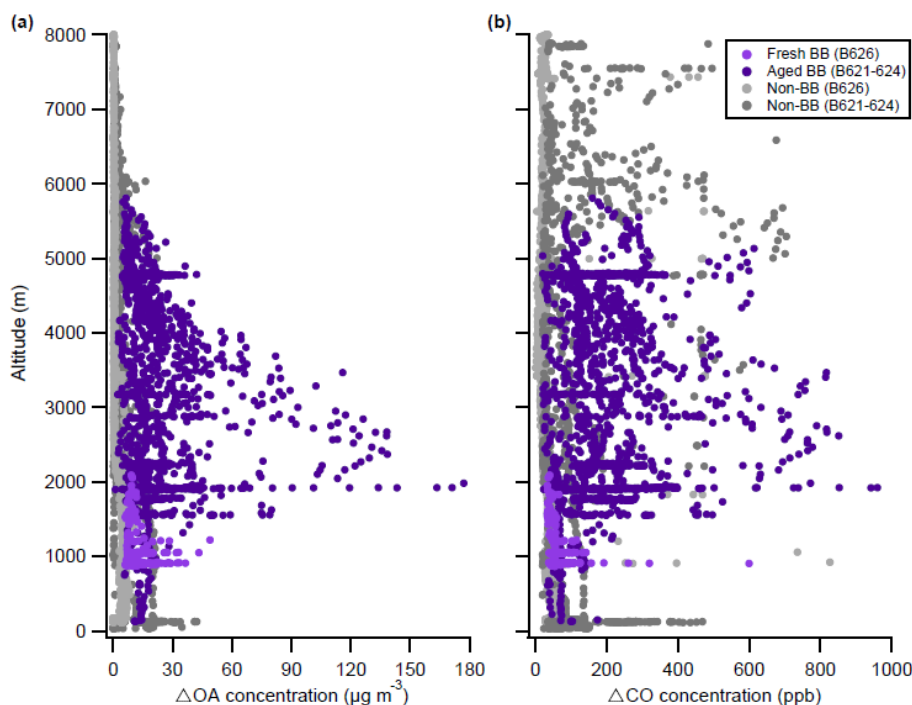 (a)
(b)
8000
7000
6000
5000
4000
3000
2000
1000
0
Altitude (m)
0 30 60 90 120 150 180
△OA concentration (μg m⁻³)
Fresh BB (B626)
Aged BB (B621-624)
Non-BB (B626)
Non-BB (B621-624)
0 200 400 600 800 1000
△CO concentration (ppb)